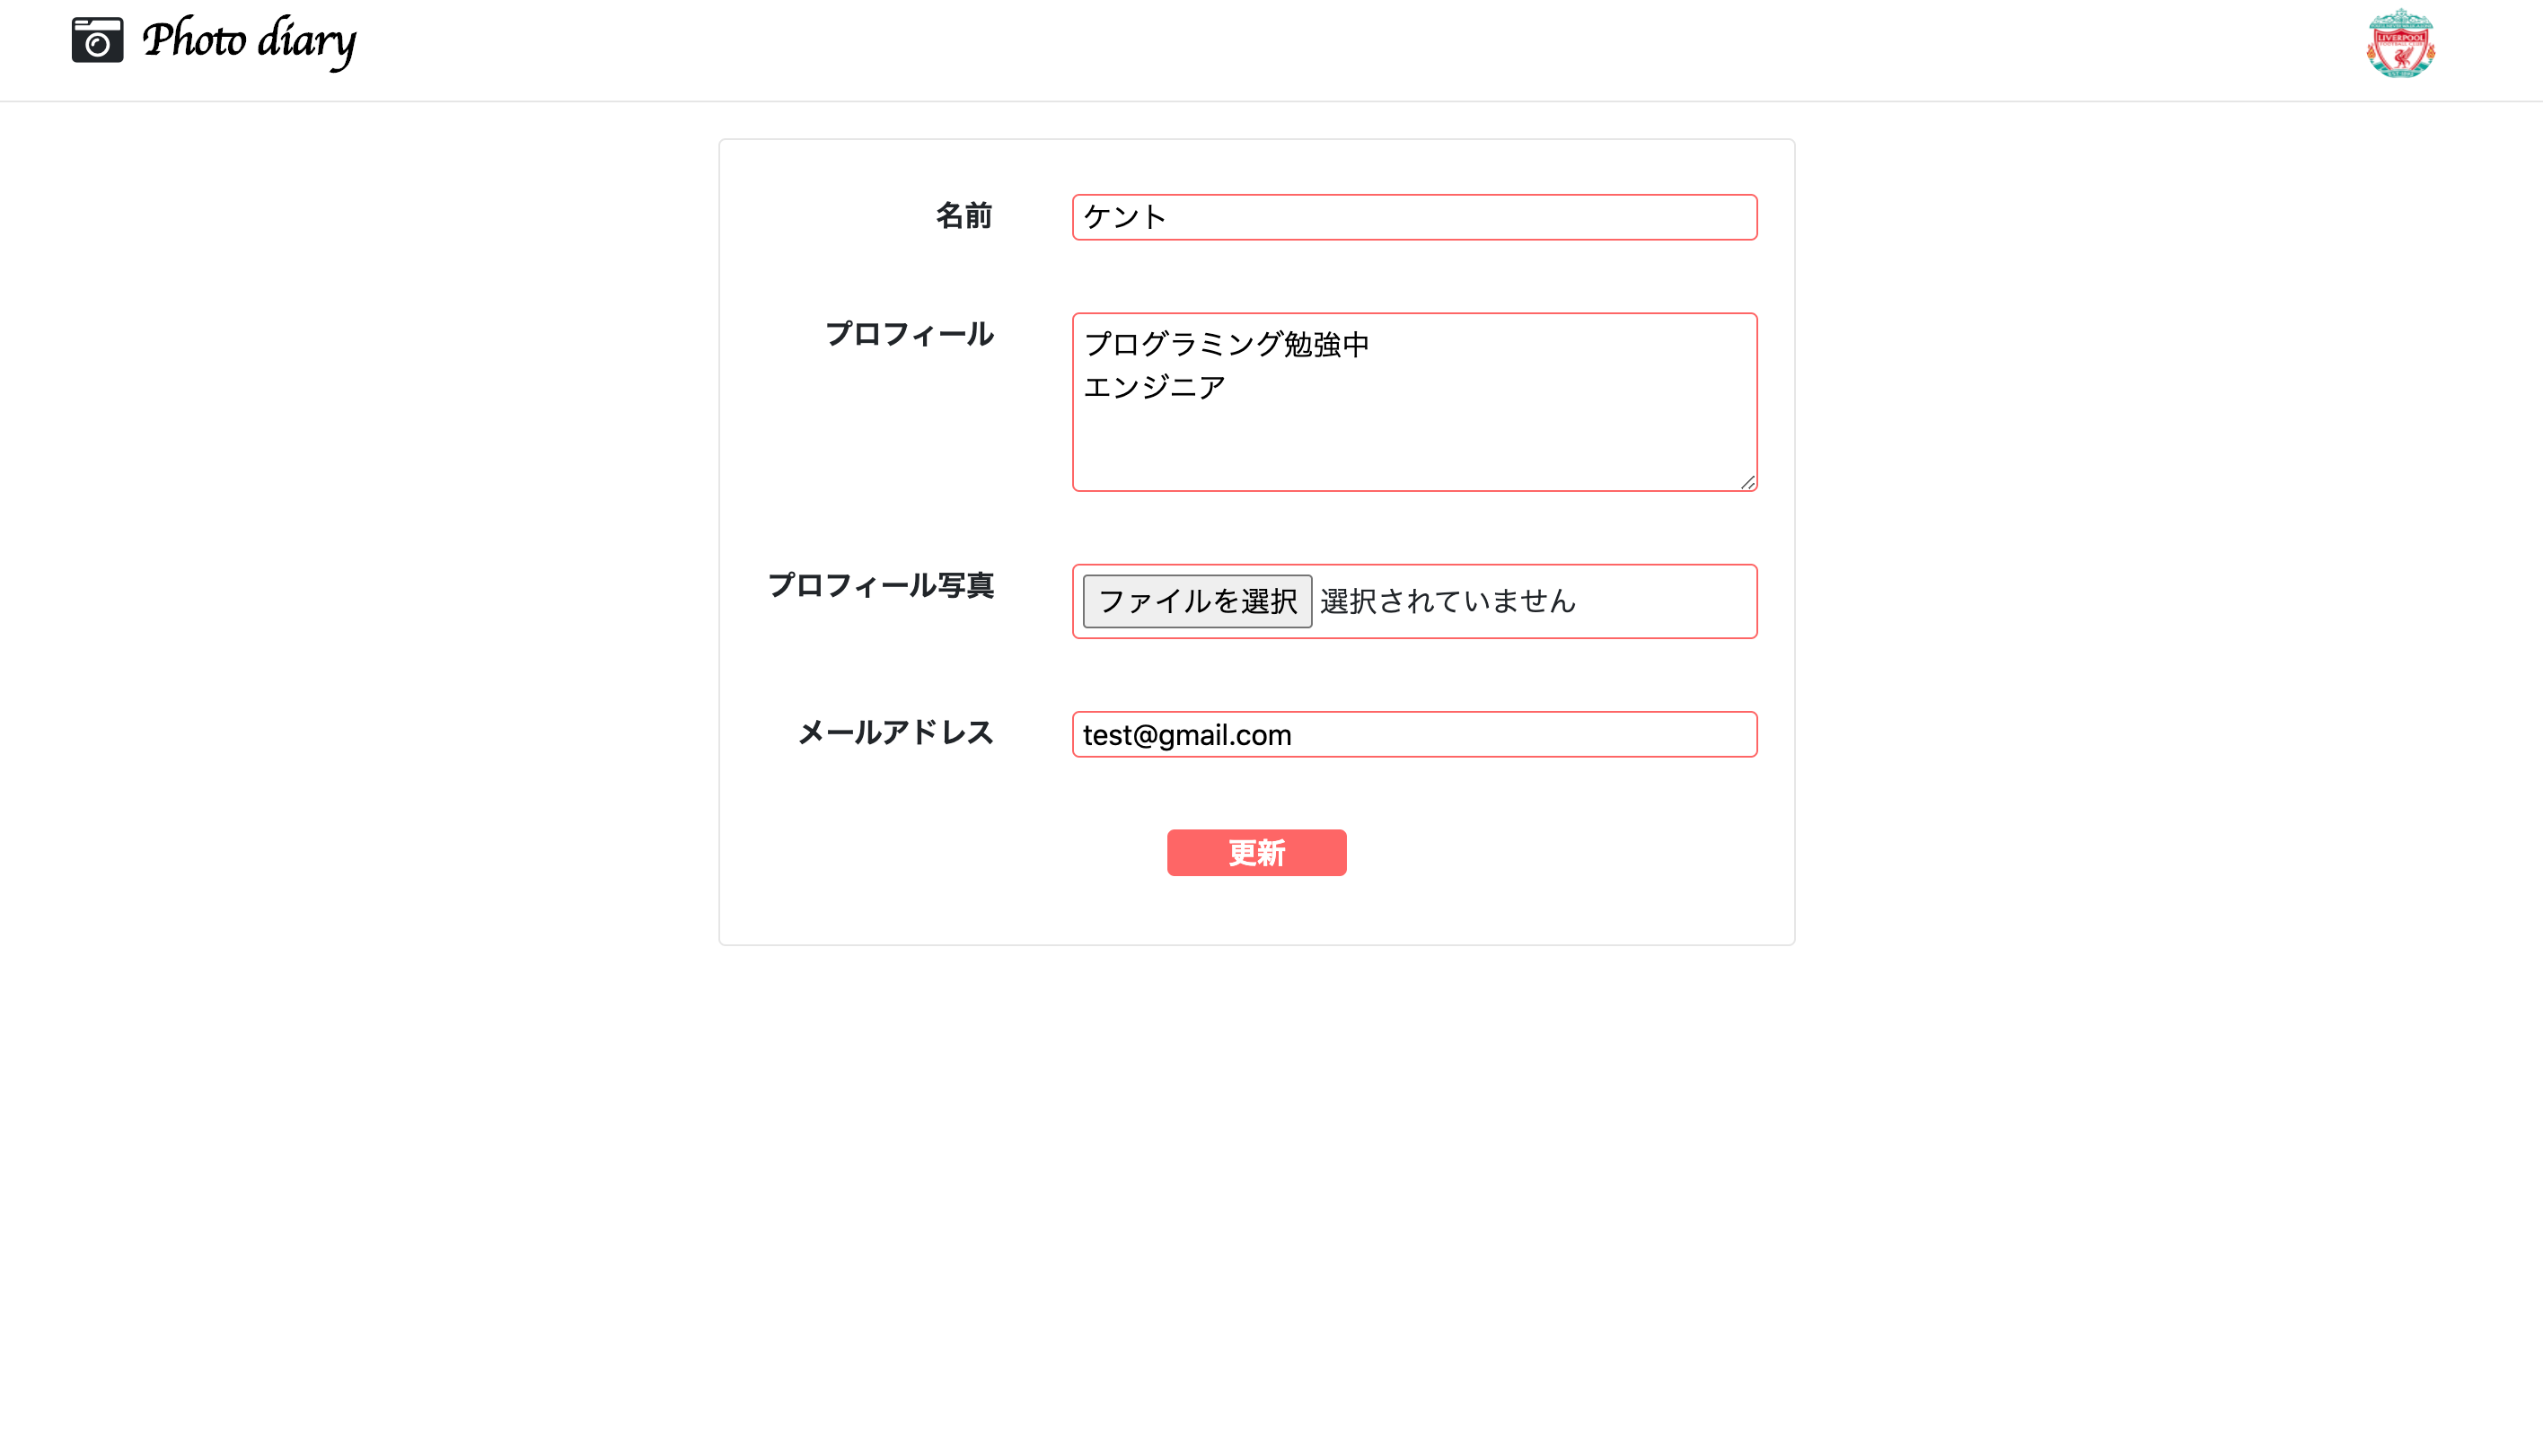 Photo diary
LIVERPOOL
FOOTBALL CLUB
名前
ケント
プロフィール
プログラミング勉強中
エンジニア
プロフィール写真
ファイルを選択 選択されていません
メールアドレス
test@gmail.com
更新